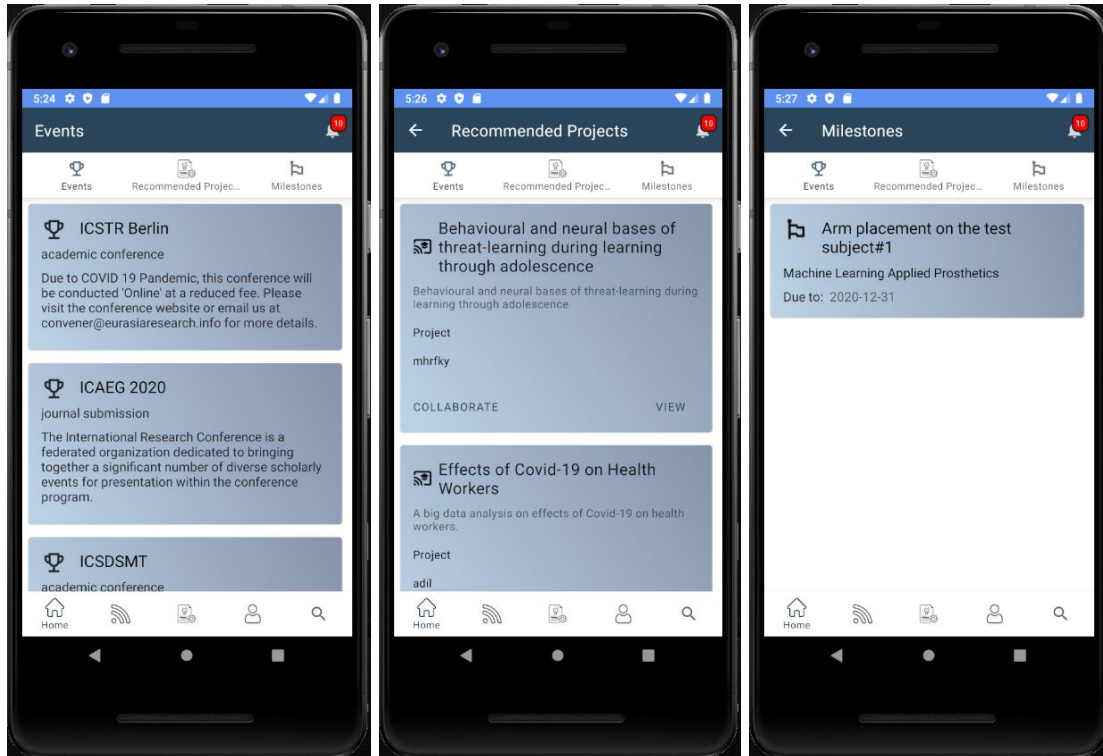 5:24
Events
10
Events
Recommended Projec...
Milestones
ICSTR Berlin
academic conference
Due to COVID 19 Pandemic, this conference will
be conducted 'Online' at a reduced fee. Please
visit the conference website or email us at
convener@eurasiaresearch.info for more details.
ICAEG 2020
journal submission
The International Research Conference is a
federated organization dedicated to bringing
together a significant number of diverse scholarly
events for presentation within the conference
program.
ICSDSMT
academic conference
Home
5:26
Recommended Projects
10
Events
Recommended Projec...
Milestones
Behavioural and neural bases of
threat-learning during learning
through adolescence
Behavioural and neural bases of threat-learning during
learning through adolescence
Project
mhrfky
COLLABORATE VIEW
Effects of Covid-19 on Health
Workers
A big data analysis on effects of Covid-19 on health
workers.
Project
adil
Home
5:27
Milestones
10
Events
Recommended Projec...
Milestones
Arm placement on the test
subject#1
Machine Learning Applied Prosthetics
Due to: 2020-12-31
Home